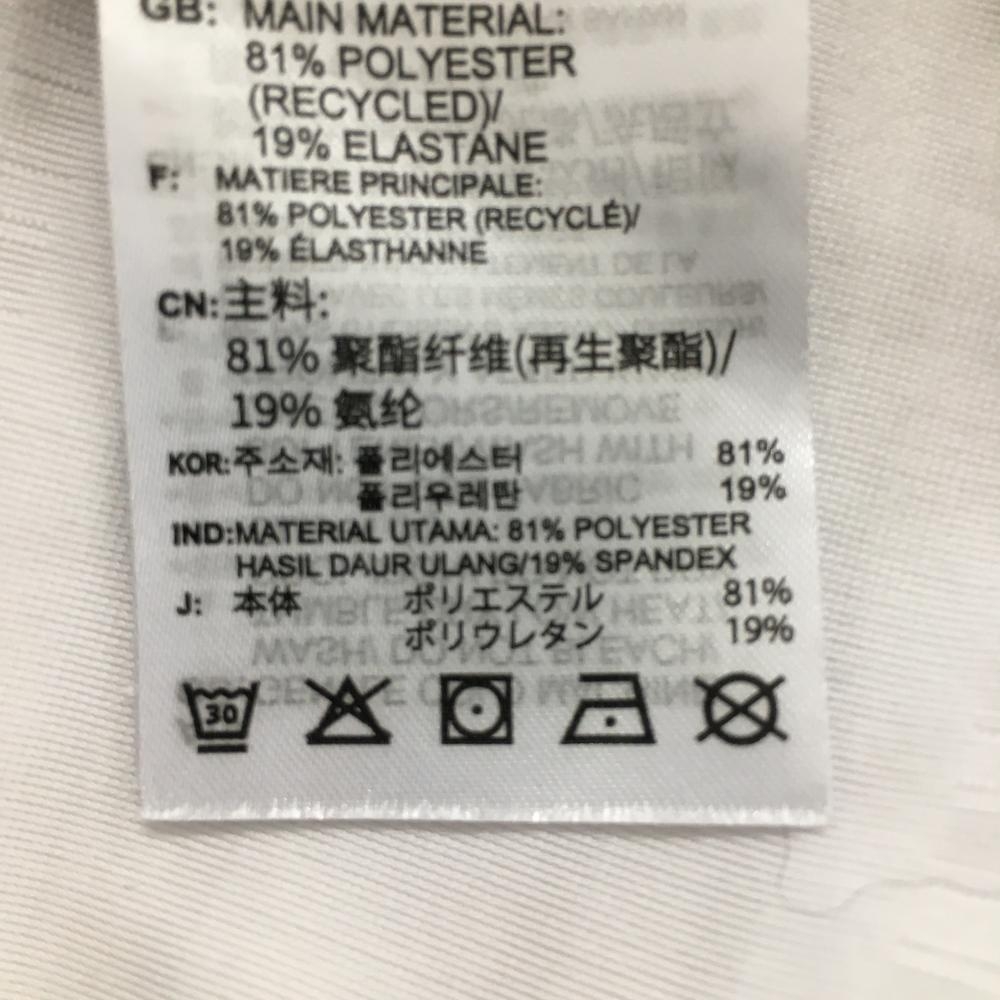 GB: MAIN MATERIAL:
81% POLYESTER
(RECYCLED)/
19% ELASTANE
F: MATIERE PRINCIPALE:
81% POLYESTER (RECYCLÉ)/
19% ÉLASTHANNE
CN: 主料:
81% 聚酯纤维(再生聚酯)/
19% 氨纶
KOR: 주소재: 폴리에스터 81%
폴리우레탄 19%
IND: MATERIAL UTAMA: 81% POLYESTER
HASIL DAUR ULANG/19% SPANDEX
J: 本体 ポリエステル 81%
ポリウレタン 19%
30